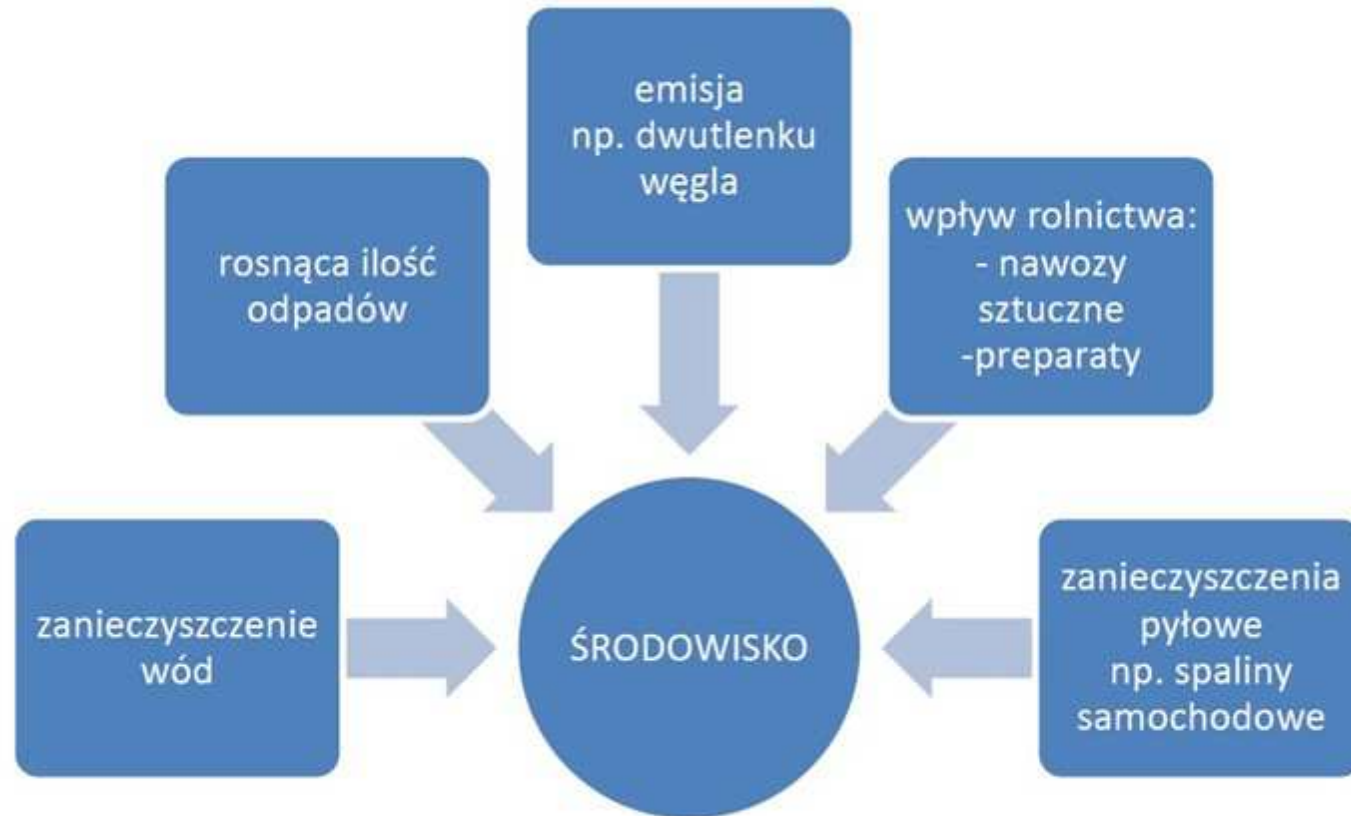 emisja
np. dwutlenku
węgla
rosnąca ilość
odpadów
wpływ rolnictwa:
- nawozy
sztuczne
-preparaty
zanieczyszczenie
wód
ŚRODOWISKO
zanieczyszczenia
pyłowe
np. spaliny
samochodowe